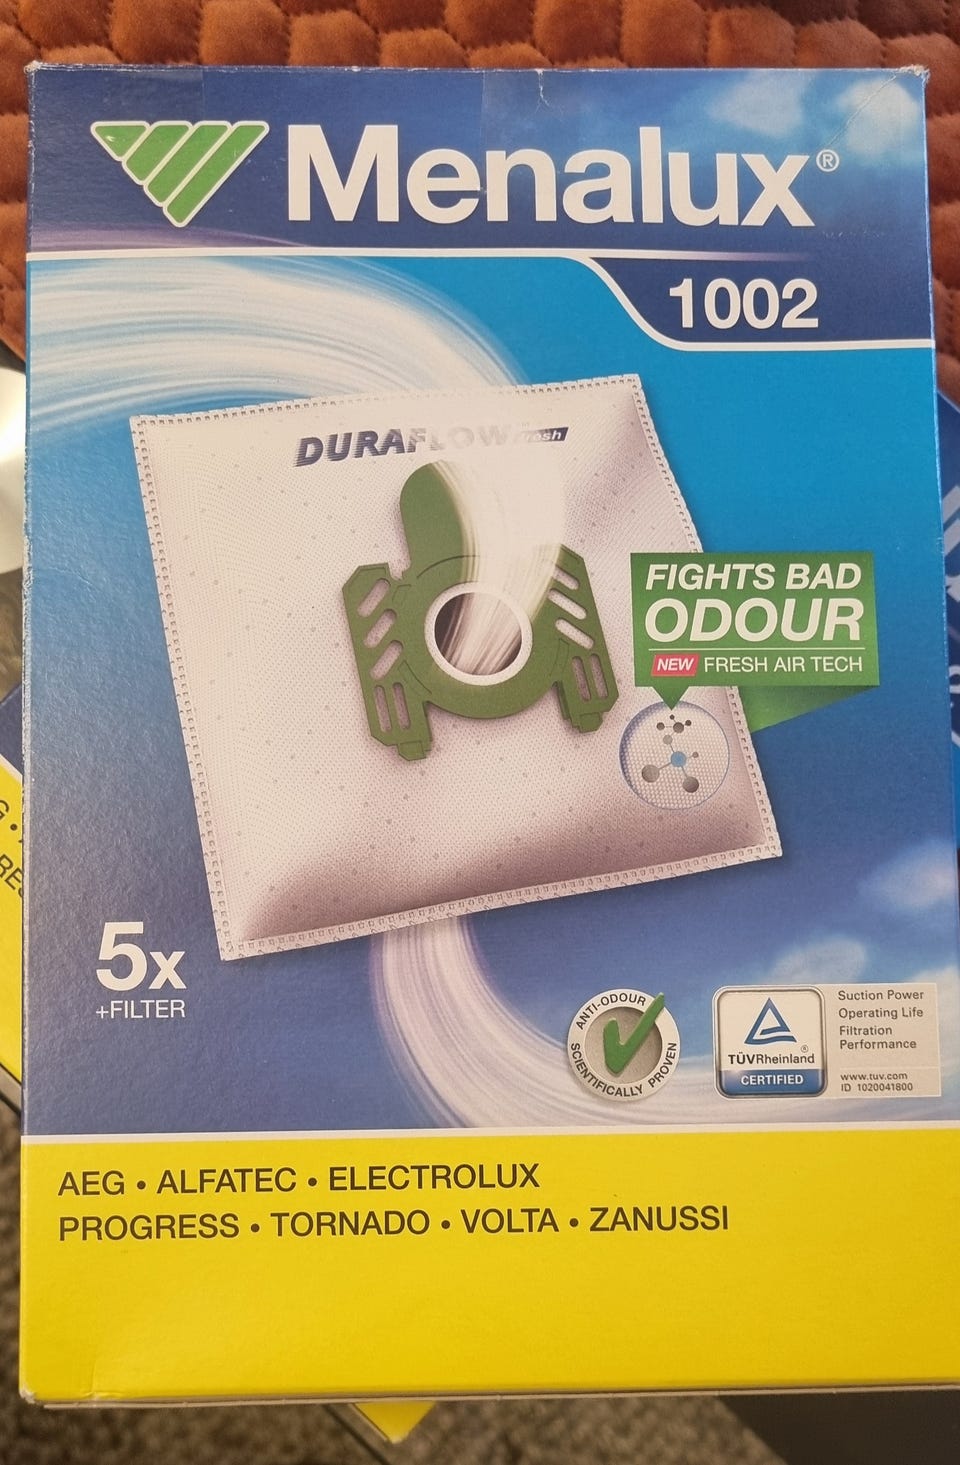 Menalux®
1002
DURAFLOW fresh
FIGHTS BAD
ODOUR
NEW FRESH AIR TECH
5x
+FILTER
ANTI-ODOUR
SCIENTIFICALLY PROVEN
TÜVRheinland®
CERTIFIED
Suction Power
Operating Life
Filtration
Performance
www.tuv.com
ID 1020041800
AEG • ALFATEC • ELECTROLUX
PROGRESS • TORNADO • VOLTA • ZANUSSI